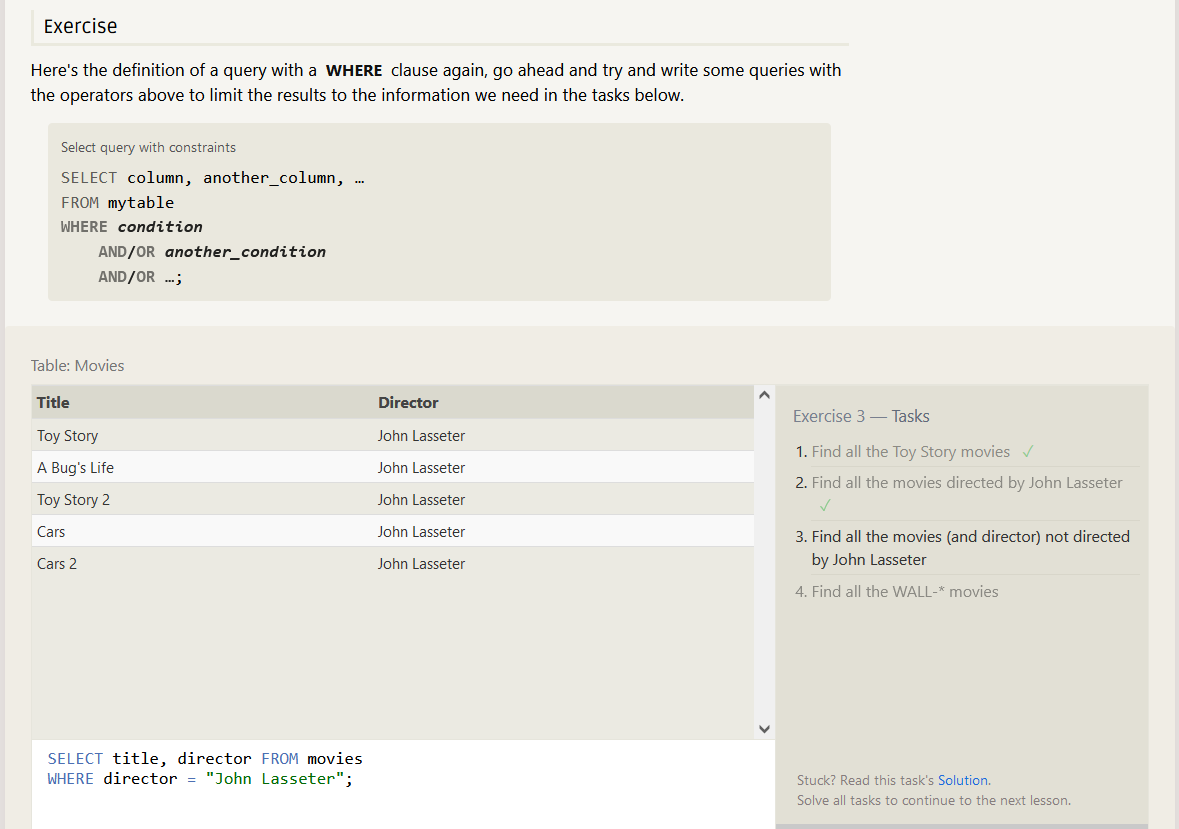 Exercise
Here's the definition of a query with a WHERE clause again, go ahead and try and write some queries with
the operators above to limit the results to the information we need in the tasks below.
Select query with constraints
SELECT column, another_column, …
FROM mytable
WHERE condition
AND/OR another_condition
AND/OR …;
Table: Movies
Title Director
Toy Story John Lasseter
A Bug's Life John Lasseter
Toy Story 2 John Lasseter
Cars John Lasseter
Cars 2 John Lasseter
SELECT title, director FROM movies
WHERE director = "John Lasseter";
Exercise 3 — Tasks
1. Find all the Toy Story movies ✓
2. Find all the movies directed by John Lasseter
✓
3. Find all the movies (and director) not directed
by John Lasseter
4. Find all the WALL-* movies
Stuck? Read this task's Solution.
Solve all tasks to continue to the next lesson.